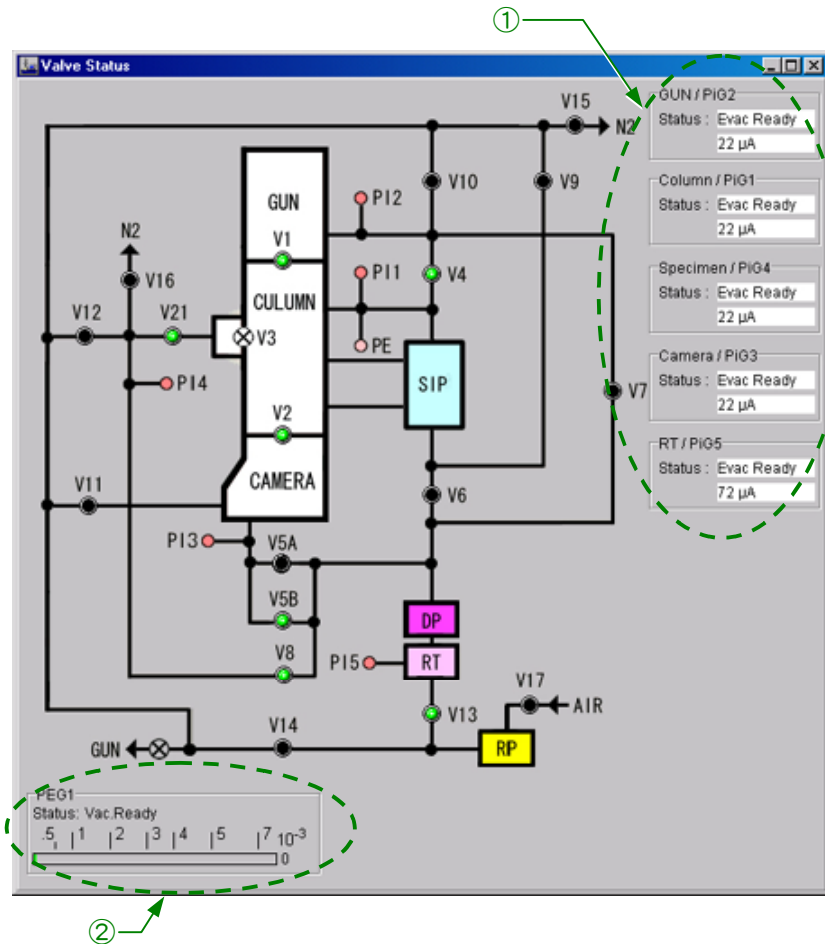 ①
Valve Status
V15
N2
GUN / PiG2
Status : Evac Ready
22 µA
GUN
PI2
V10
V9
Column / PiG1
Status : Evac Ready
22 µA
N2
V1
V16
PI1
V4
Specimen / PiG4
Status : Evac Ready
22 µA
V12
V21
CULUMN
V3
PE
PI4
SIP
V7
Camera / PiG3
Status : Evac Ready
22 µA
V2
RT / PiG5
Status : Evac Ready
72 µA
V11
CAMERA
V6
PI3
V5A
V5B
DP
V8
PI5
RT
V17
AIR
V13
V14
GUN
RP
PEG1
Status: Vac.Ready
.5 1 2 3 4 5 7 10-3
0
②